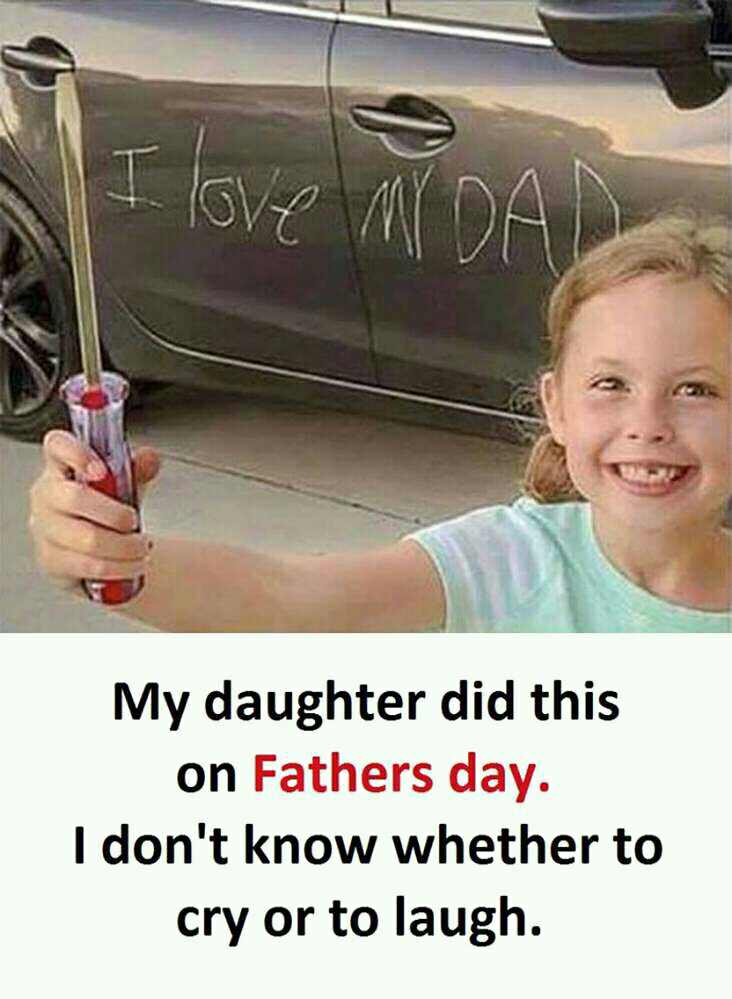 I love MY DAD
My daughter did this
on Fathers day.
I don't know whether to
cry or to laugh.